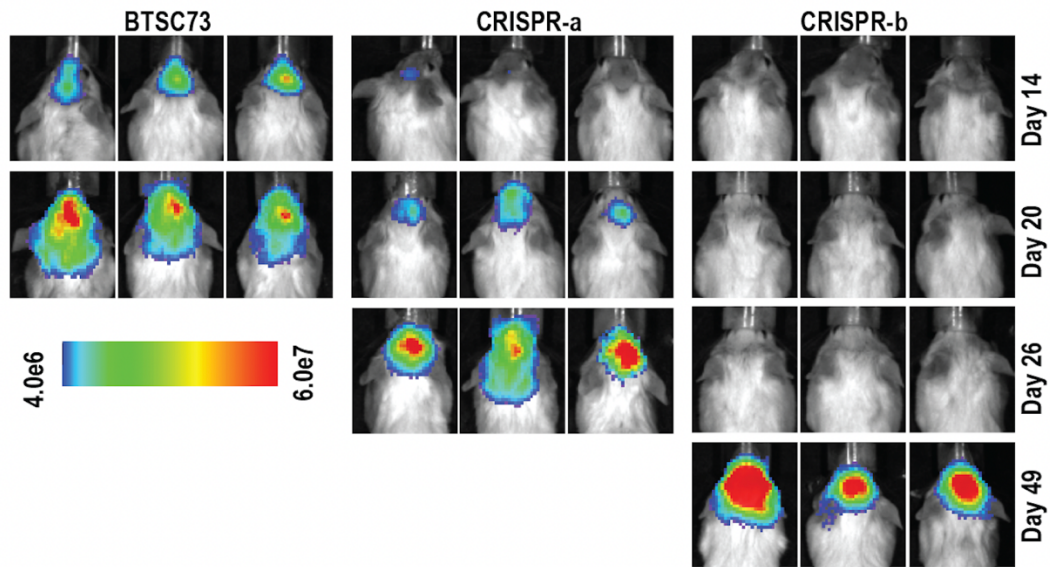 BTSC73
CRISPR-a
CRISPR-b
Day 14
Day 20
4.0e6
6.0e7
Day 26
Day 49